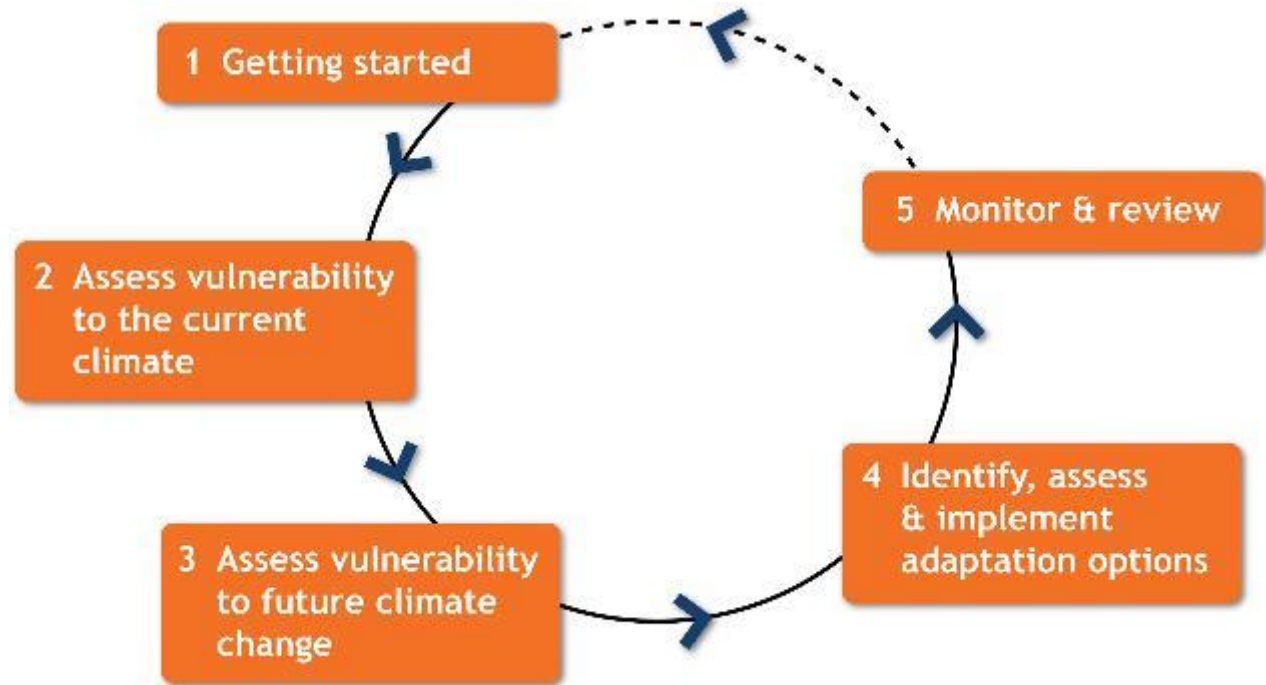 1 Getting started
5 Monitor & review
2 Assess vulnerability
to the current
climate
4 Identify, assess
& implement
adaptation options
3 Assess vulnerability
to future climate
change